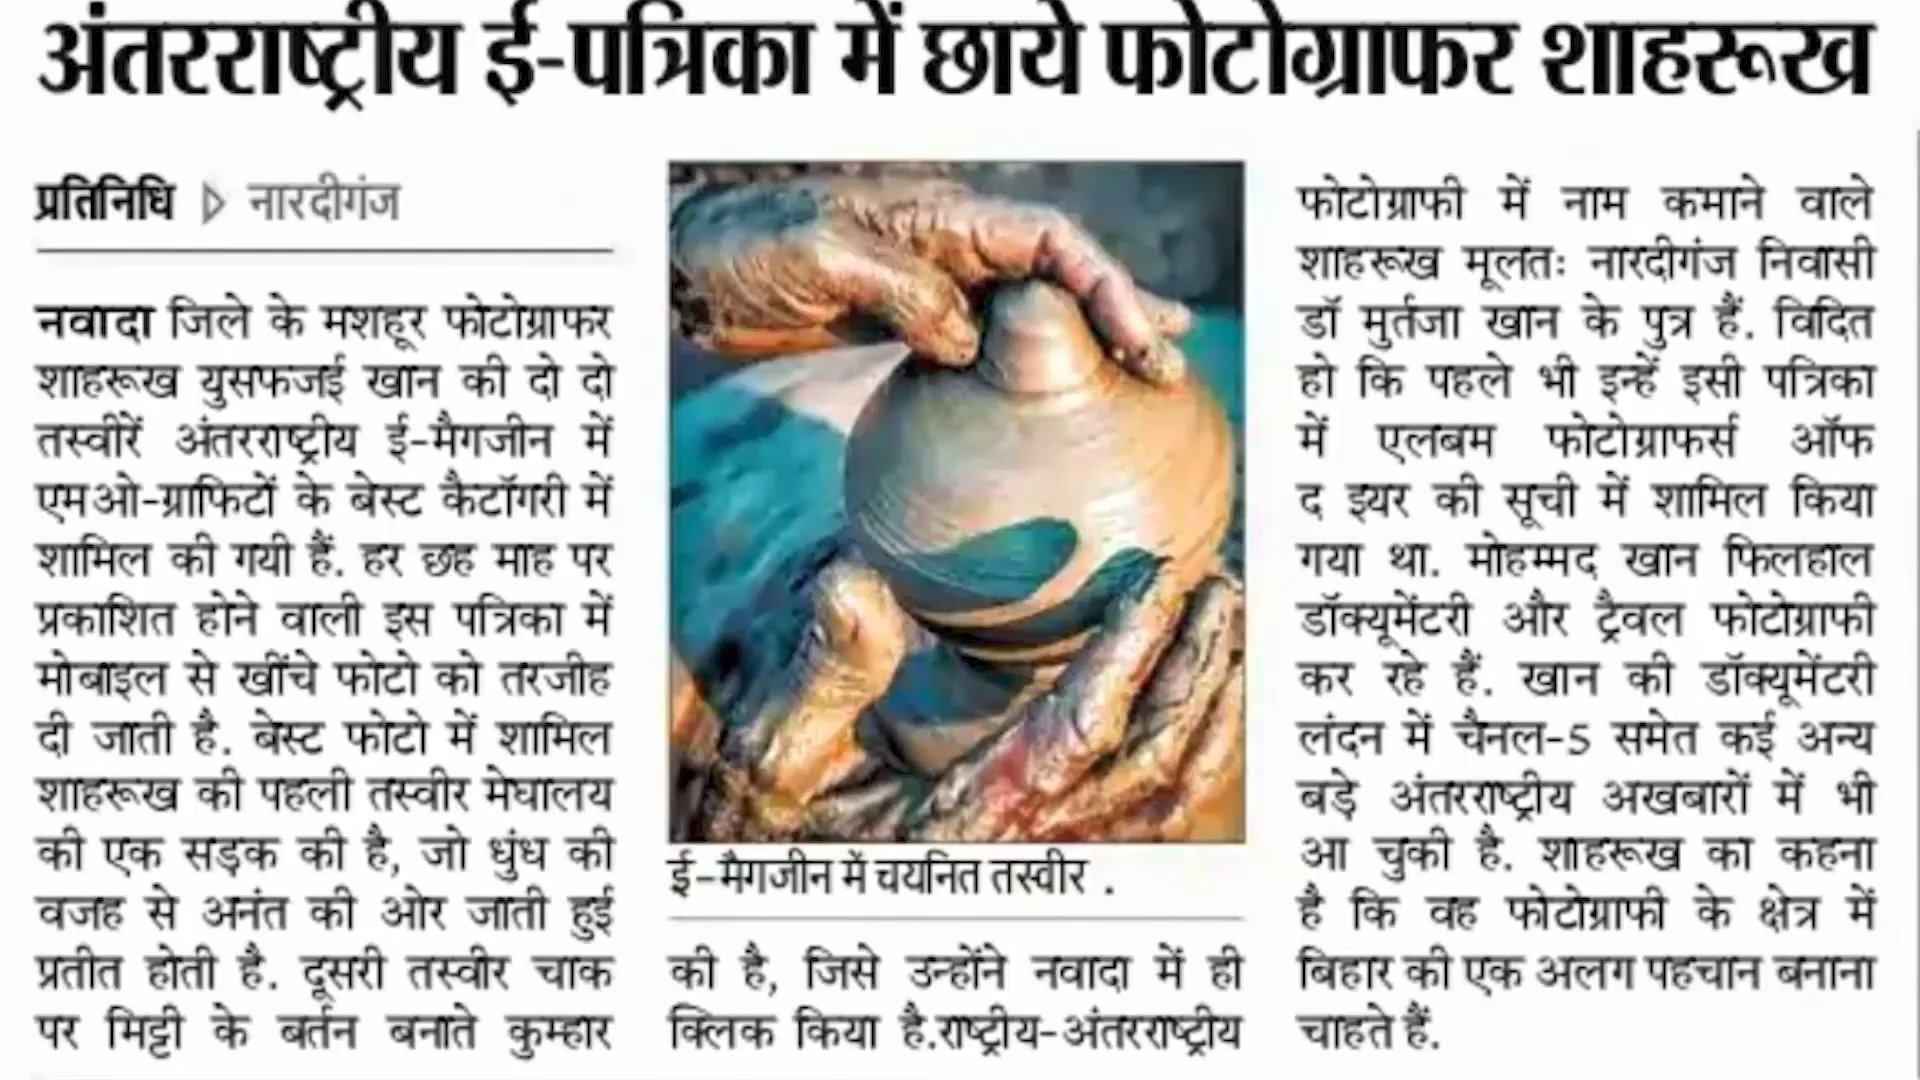 अंतरराष्ट्रीय ई-पत्रिका में छाये फोटोग्राफर शाहरूख
प्रतिनिधि ▷ नारदीगंज
नवादा जिले के मशहूर फोटोग्राफर
शाहरूख युसफजई खान की दो दो
तस्वीरें अंतरराष्ट्रीय ई-मैगजीन में
एमओ-ग्राफिटों के बेस्ट कैटॉगरी में
शामिल की गयी हैं. हर छह माह पर
प्रकाशित होने वाली इस पत्रिका में
मोबाइल से खींचे फोटो को तरजीह
दी जाती है. बेस्ट फोटो में शामिल
शाहरूख की पहली तस्वीर मेघालय
की एक सड़क की है, जो धुंध की
वजह से अनंत की ओर जाती हुई
प्रतीत होती है. दूसरी तस्वीर चाक
पर मिट्टी के बर्तन बनाते कुम्हार
ई-मैगजीन में चयनित तस्वीर .
की है, जिसे उन्होंने नवादा में ही
क्लिक किया है.राष्ट्रीय-अंतरराष्ट्रीय
फोटोग्राफी में नाम कमाने वाले
शाहरूख मूलतः नारदीगंज निवासी
डॉ मुर्तजा खान के पुत्र हैं. विदित
हो कि पहले भी इन्हें इसी पत्रिका
में एलबम फोटोग्राफर्स ऑफ
द इयर की सूची में शामिल किया
गया था. मोहम्मद खान फिलहाल
डॉक्यूमेंटरी और ट्रैवल फोटोग्राफी
कर रहे हैं. खान की डॉक्यूमेंटरी
लंदन में चैनल-5 समेत कई अन्य
बड़े अंतरराष्ट्रीय अखबारों में भी
आ चुकी है. शाहरूख का कहना
है कि वह फोटोग्राफी के क्षेत्र में
बिहार की एक अलग पहचान बनाना
चाहते हैं.